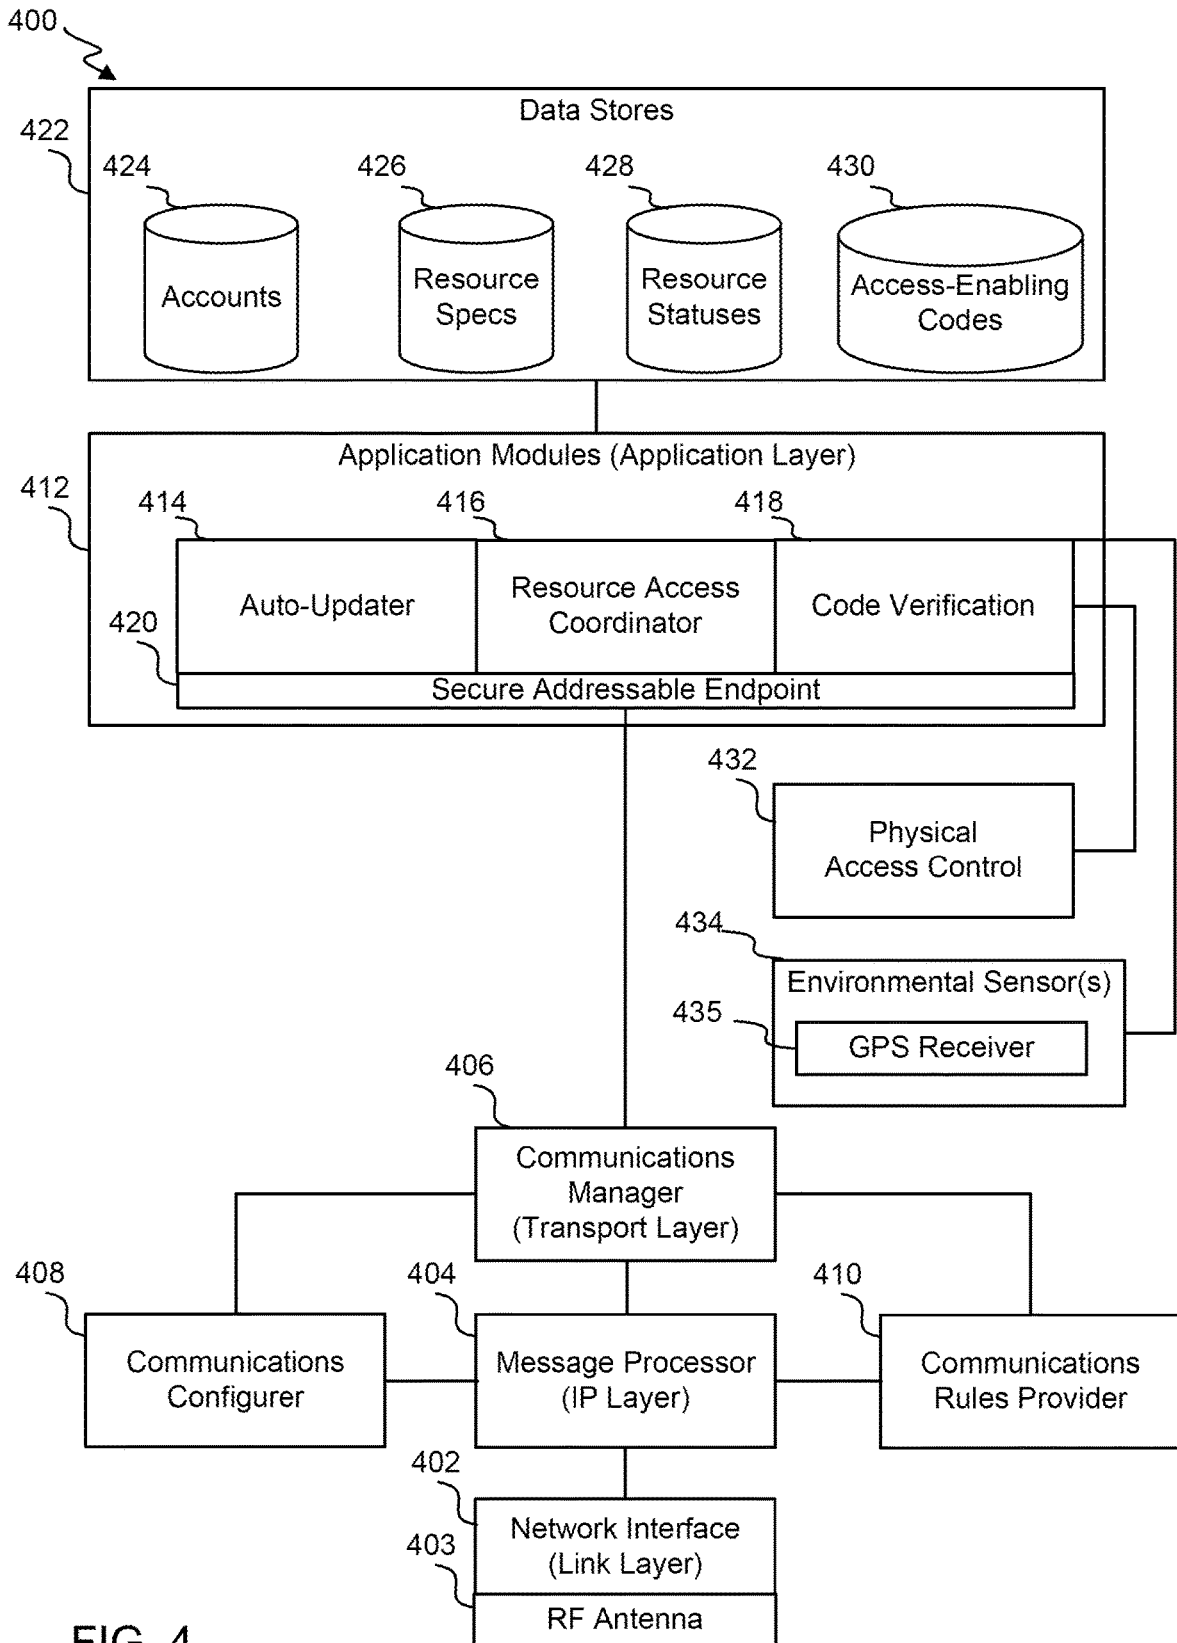 400
Data Stores
422
424
426
428
430
Accounts
Resource
Specs
Resource
Statuses
Access-Enabling
Codes
Application Modules (Application Layer)
412
414
416
418
Auto-Updater
Resource Access
Coordinator
Code Verification
420
Secure Addressable Endpoint
432
Physical
Access Control
434
Environmental Sensor(s)
435
GPS Receiver
406
Communications
Manager
(Transport Layer)
408
404
410
Communications
Configurer
Message Processor
(IP Layer)
Communications
Rules Provider
402
Network Interface
(Link Layer)
403
RF Antenna
FIG. 4